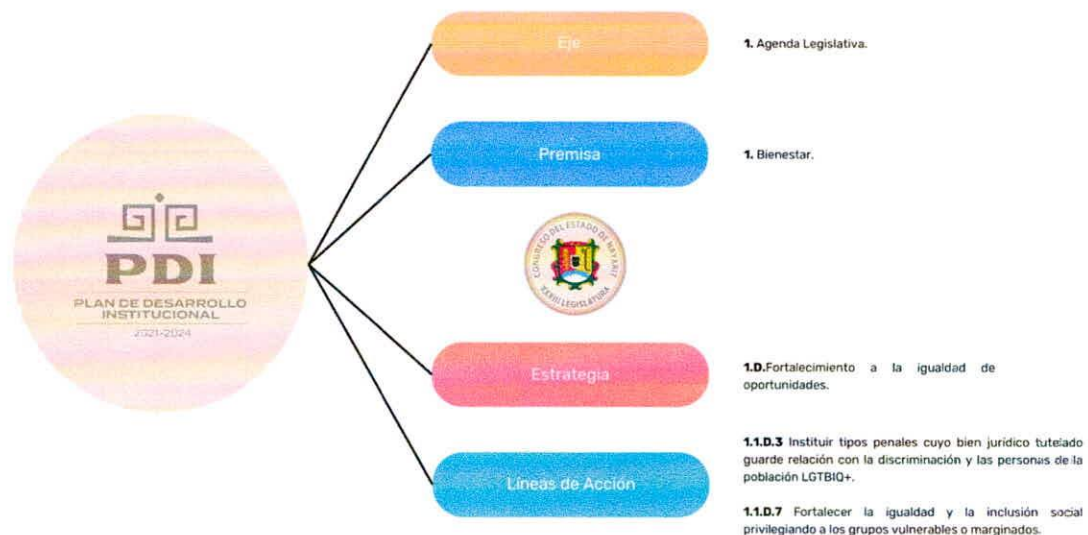 Eje
1. Agenda Legislativa.
Premisa
1. Bienestar.
CONGRESO DEL ESTADO DE NAYARIT
XXXIII LEGISLATURA
PDI
PLAN DE DESARROLLO
INSTITUCIONAL
2021-2024
Estrategia
1.D.Fortalecimiento a la igualdad de
oportunidades.
Líneas de Acción
1.1.D.3 Instituir tipos penales cuyo bien jurídico tutelado
guarde relación con la discriminación y las personas de la
población LGTBIQ+.
1.1.D.7 Fortalecer la igualdad y la inclusión social
privilegiando a los grupos vulnerables o marginados.